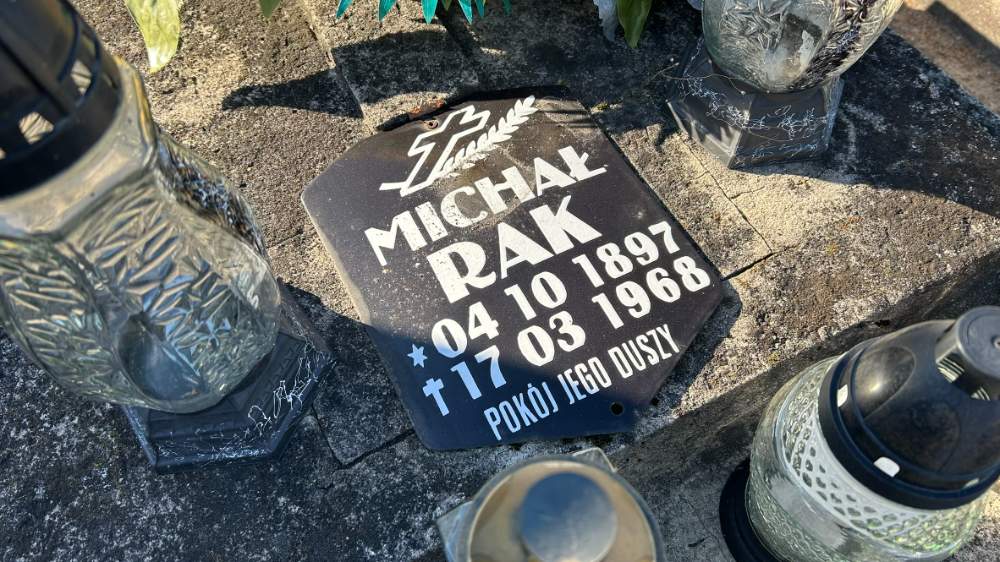 MICHAŁ
RAK
04 10 1897
17 03 1968
POKÓJ JEGO DUSZY